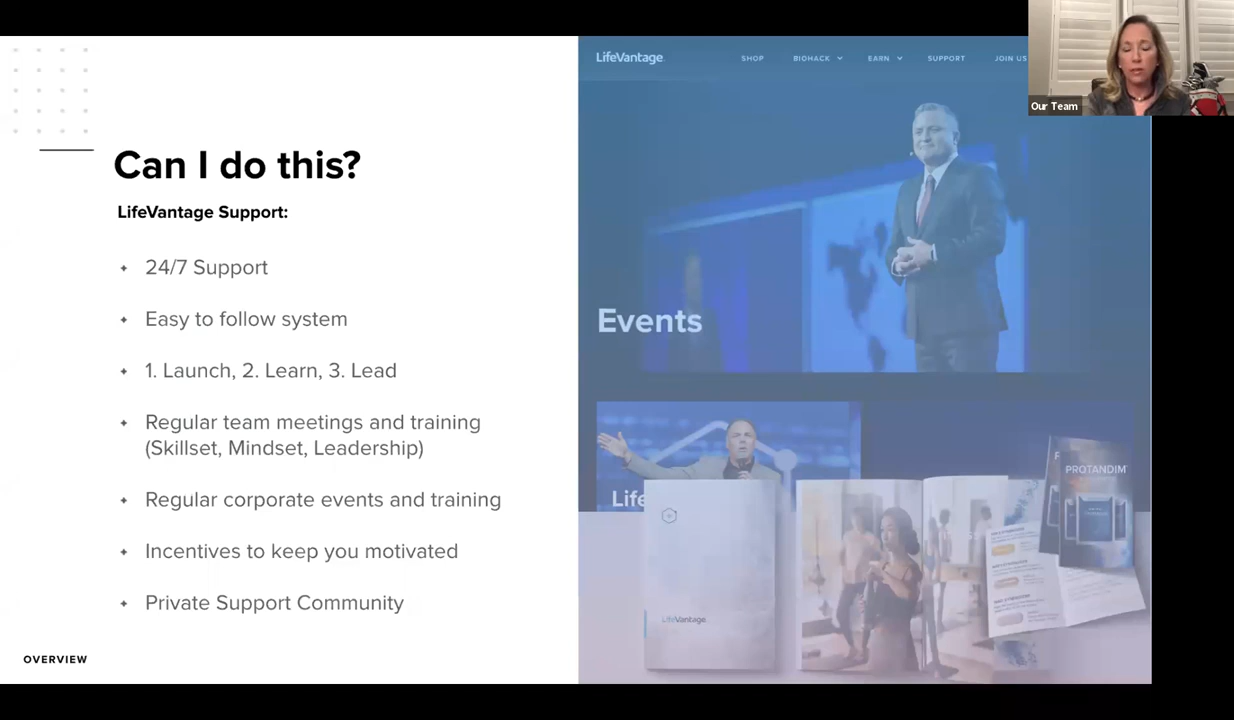 Can I do this?
LifeVantage Support:
24/7 Support
Easy to follow system
1. Launch, 2. Learn, 3. Lead
Regular team meetings and training
(Skillset, Mindset, Leadership)
Regular corporate events and training
Incentives to keep you motivated
Private Support Community
OVERVIEW
LifeVantage
SHOP
BIOHACK
EARN
SUPPORT
JOIN US
Our Team
Events
Life
PROTANDIM
LifeVantage